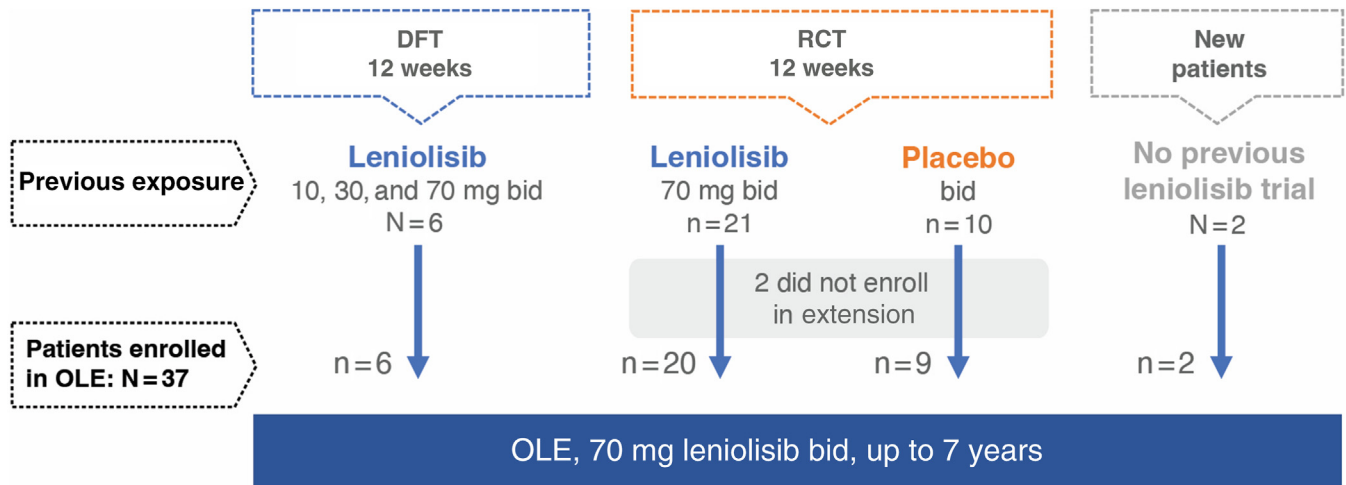 DFT
12 weeks
RCT
12 weeks
New
patients
Previous exposure
Leniolisib
10, 30, and 70 mg bid
N=6
Leniolisib
70 mg bid
n=21
Placebo
bid
n=10
No previous
leniolisib trial
N=2
2 did not enroll
in extension
Patients enrolled
in OLE: N=37
n=6
n=20
n=9
n=2
OLE, 70 mg leniolisib bid, up to 7 years